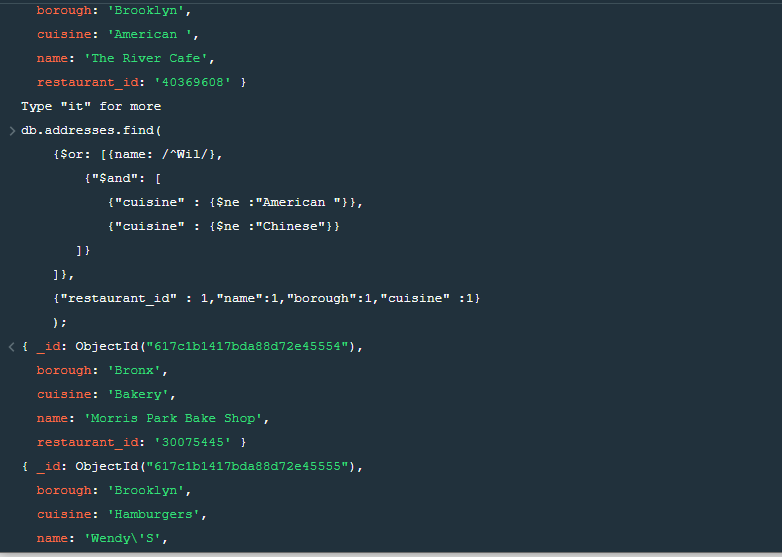 borough: 'Brooklyn',
cuisine: 'American ',
name: 'The River Cafe',
restaurant_id: '40369608' }
Type "it" for more
> db.addresses.find(
{$or: [{name: /^Wil/},
{"$and": [
{"cuisine" : {$ne :"American "}},
{"cuisine" : {$ne :"Chinese"}}
]}
]},
{"restaurant_id" : 1,"name":1,"borough":1,"cuisine" :1}
);
< { _id: ObjectId("617c1b1417bda88d72e45554"),
borough: 'Bronx',
cuisine: 'Bakery',
name: 'Morris Park Bake Shop',
restaurant_id: '30075445' }
{ _id: ObjectId("617c1b1417bda88d72e45555"),
borough: 'Brooklyn',
cuisine: 'Hamburgers',
name: 'Wendy\'S',